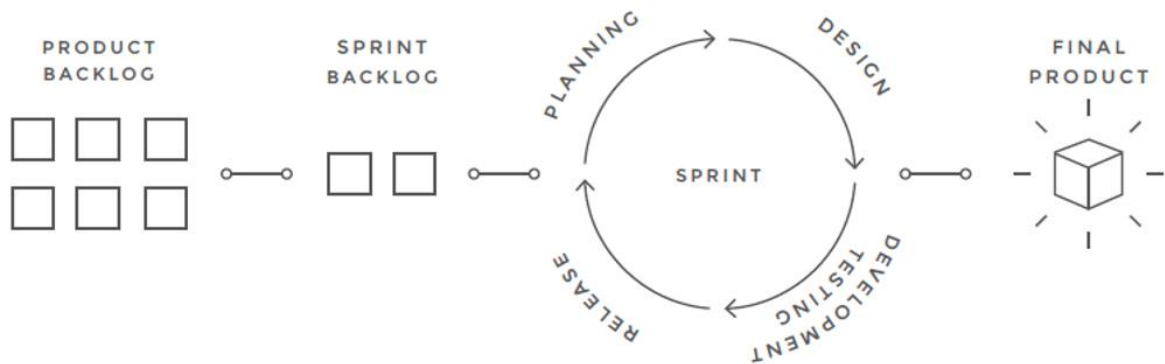 PRODUCT
BACKLOG
SPRINT
BACKLOG
PLANNING
DESIGN
SPRINT
DEVELOPMENT
TESTING
RELEASE
FINAL
PRODUCT